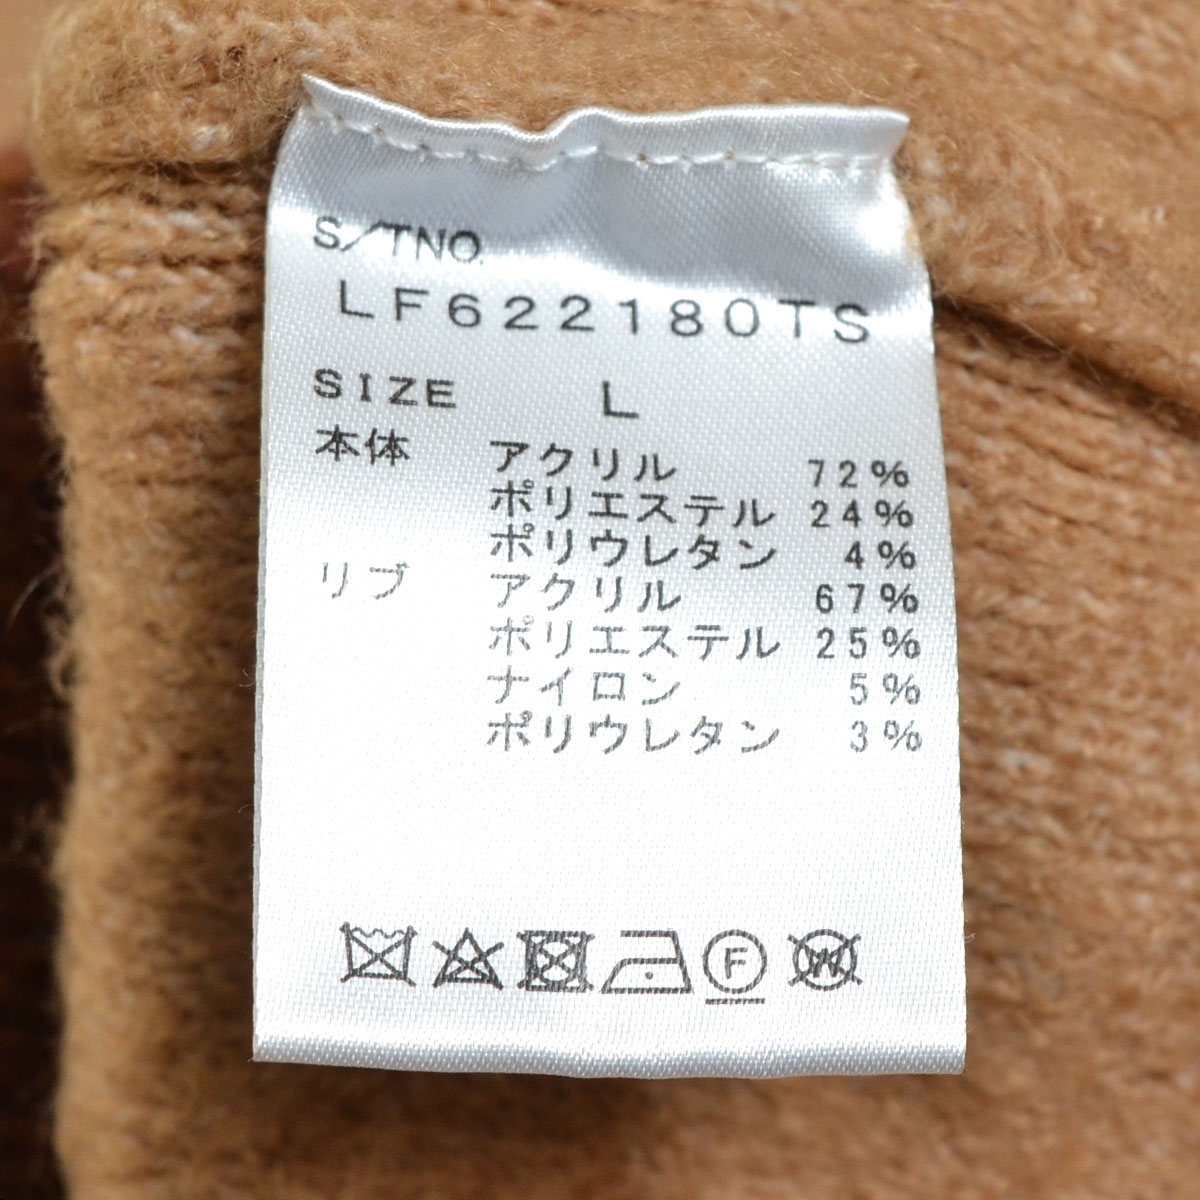 S/TNO.
LF622180TS
SIZE L
本体 アクリル 72%
ポリエステル 24%
ポリウレタン 4%
リブ アクリル 67%
ポリエステル 25%
ナイロン 5%
ポリウレタン 3%
F W